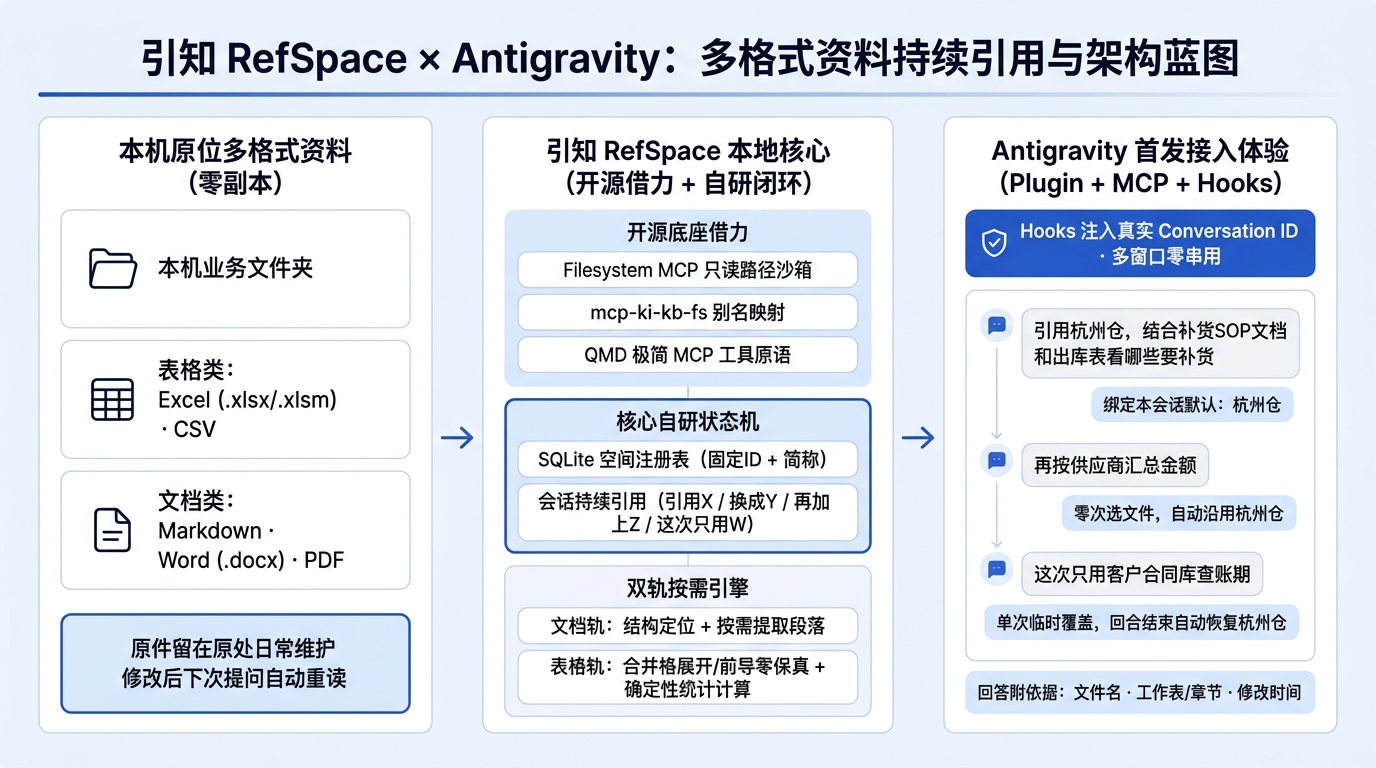 引知 RefSpace × Antigravity：多格式资料持续引用与架构蓝图
本机原位多格式资料
（零副本）
本机业务文件夹
表格类：
Excel (.xlsx/.xlsm)
· CSV
文档类：
Markdown ·
Word (.docx) · PDF
原件留在原处日常维护
修改后下次提问自动重读
引知 RefSpace 本地核心
（开源借力 + 自研闭环）
开源底座借力
Filesystem MCP 只读路径沙箱
mcp-ki-kb-fs 别名映射
QMD 极简 MCP 工具原语
核心自研状态机
SQLite 空间注册表（固定ID + 简称）
会话持续引用（引用X / 换成Y / 再加
上Z / 这次只用W）
双轨按需引擎
文档轨：结构定位 + 按需提取段落
表格轨：合并格展开/前导零保真 +
确定性统计计算
Antigravity 首发接入体验
（Plugin + MCP + Hooks）
Hooks 注入真实 Conversation ID
· 多窗口零串用
引用杭州仓，结合补货SOP文档
和出库表看哪些要补货
绑定本会话默认：杭州仓
再按供应商汇总金额
零次选文件，自动沿用杭州仓
这次只用客户合同库查账期
单次临时覆盖，回合结束自动恢复杭州仓
回答附依据：文件名 · 工作表/章节 · 修改时间